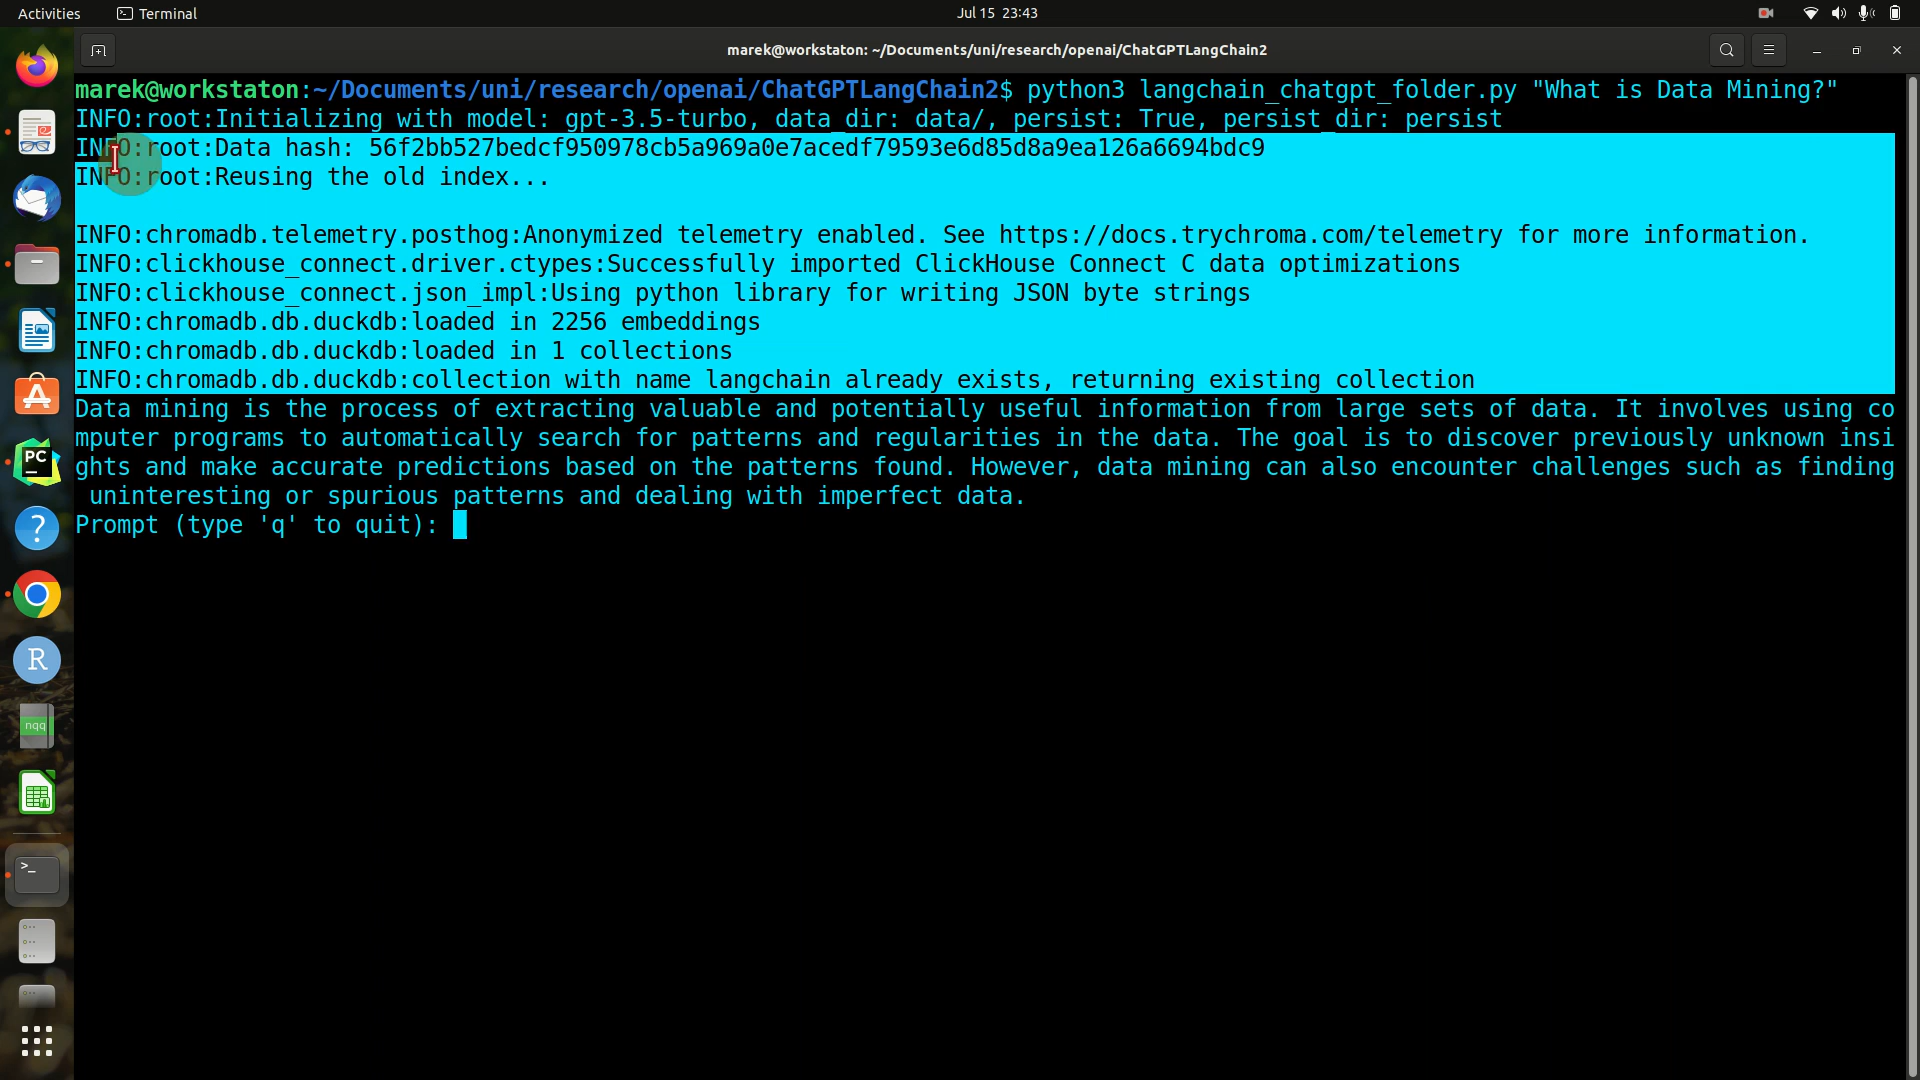 Activities Terminal Jul 15 23:43
marek@workstaton: ~/Documents/uni/research/openai/ChatGPTLangChain2
marek@workstaton:~/Documents/uni/research/openai/ChatGPTLangChain2$ python3 langchain_chatgpt_folder.py "What is Data Mining?"
INFO:root:Initializing with model: gpt-3.5-turbo, data_dir: data/, persist: True, persist_dir: persist
INFO:root:Data hash: 56f2bb527bedcf950978cb5a969a0e7acedf79593e6d85d8a9ea126a6694bdc9
INFO:root:Reusing the old index...
INFO:chromadb.telemetry.posthog:Anonymized telemetry enabled. See https://docs.trychroma.com/telemetry for more information.
INFO:clickhouse_connect.driver.ctypes:Successfully imported ClickHouse Connect C data optimizations
INFO:clickhouse_connect.json_impl:Using python library for writing JSON byte strings
INFO:chromadb.db.duckdb:loaded in 2256 embeddings
INFO:chromadb.db.duckdb:loaded in 1 collections
INFO:chromadb.db.duckdb:collection with name langchain already exists, returning existing collection
Data mining is the process of extracting valuable and potentially useful information from large sets of data. It involves using co
mputer programs to automatically search for patterns and regularities in the data. The goal is to discover previously unknown insi
ghts and make accurate predictions based on the patterns found. However, data mining can also encounter challenges such as finding
uninteresting or spurious patterns and dealing with imperfect data.
Prompt (type 'q' to quit):
PC
R
nqq